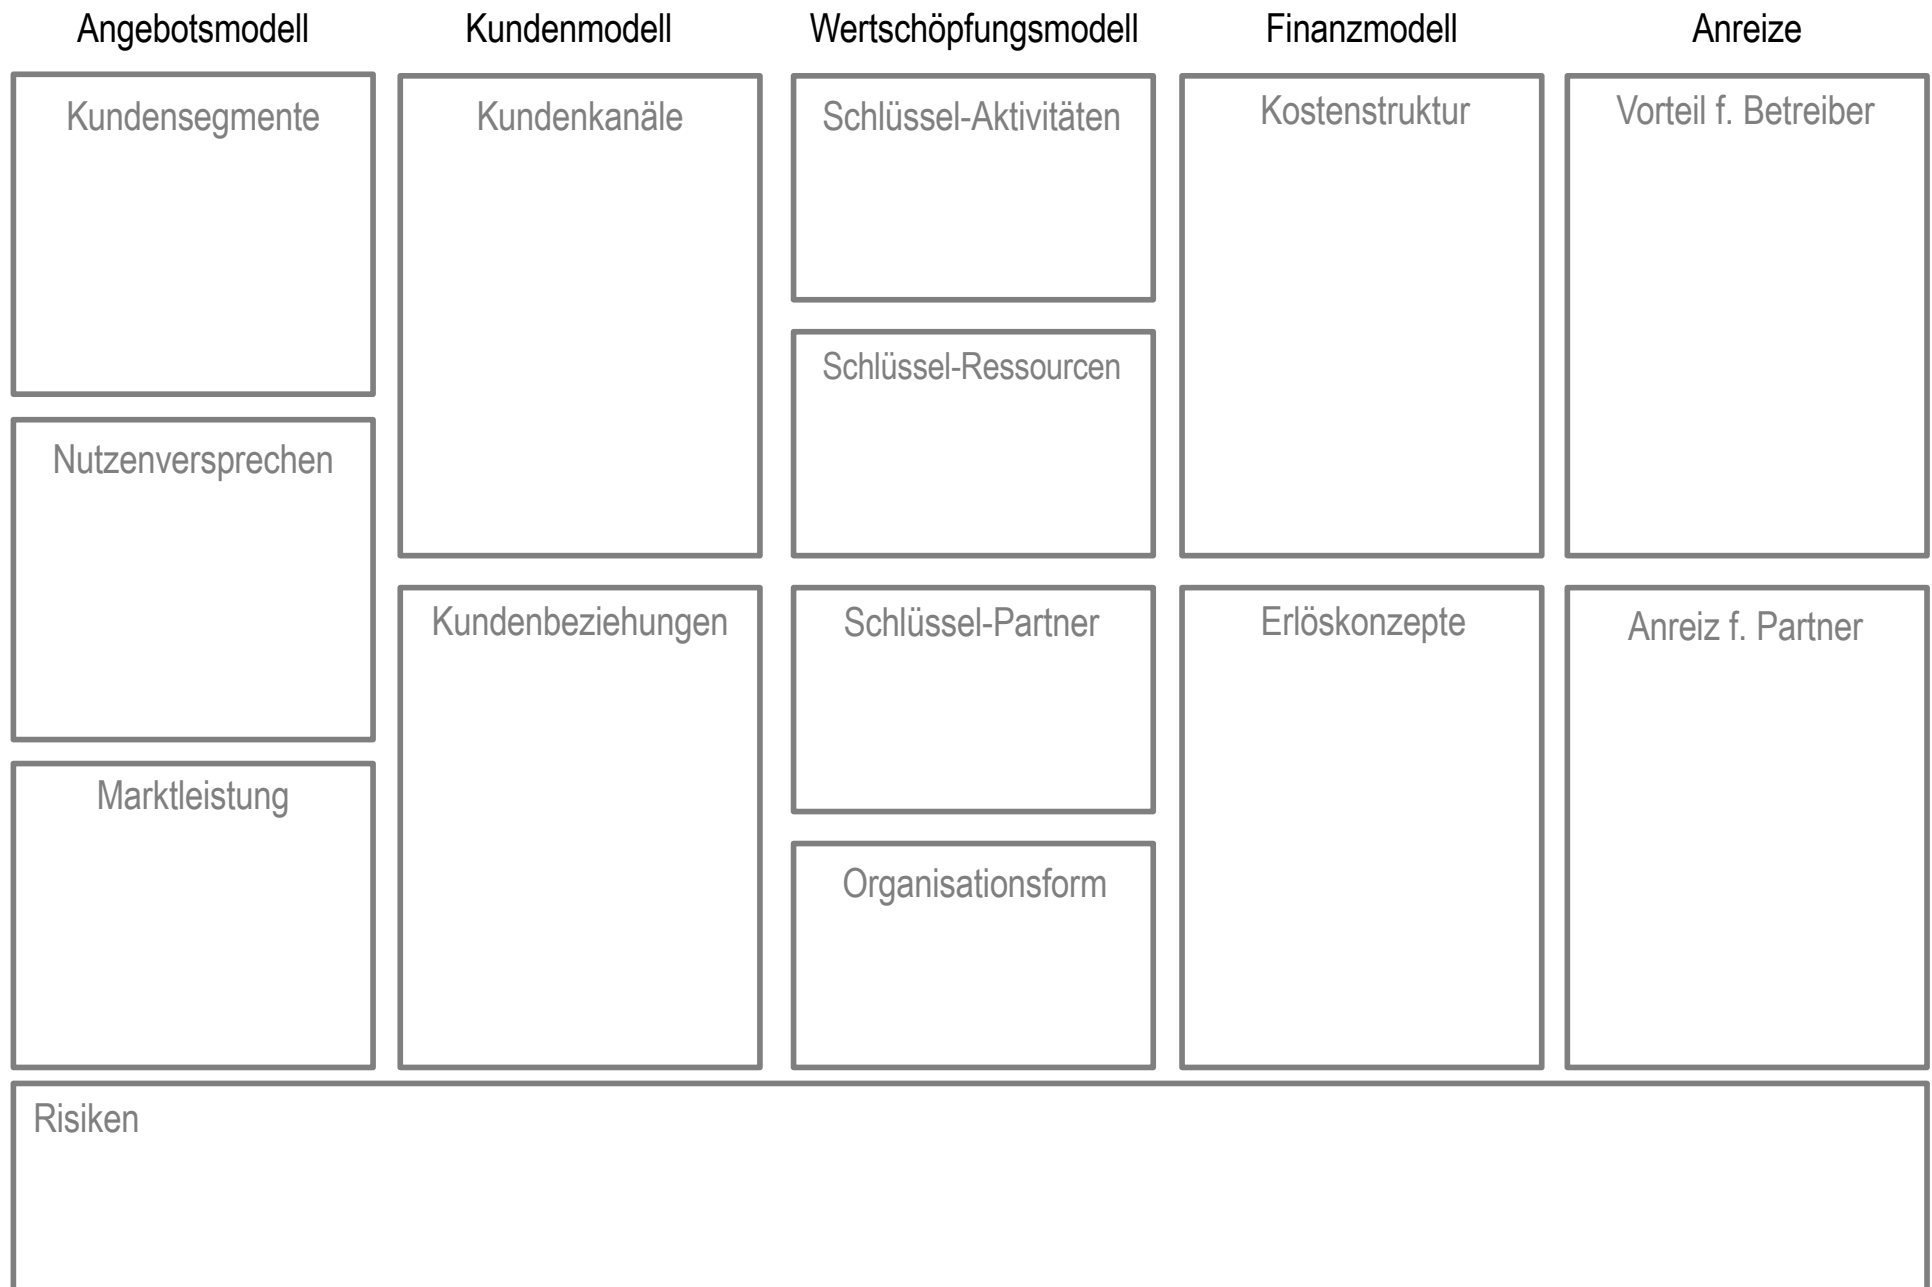 Angebotsmodell
Kundenmodell
Wertschöpfungsmodell
Finanzmodell
Anreize
Kundensegmente
Nutzenversprechen
Marktleistung
Kundenkanäle
Kundenbeziehungen
Schlüssel-Aktivitäten
Schlüssel-Ressourcen
Schlüssel-Partner
Organisationsform
Kostenstruktur
Erlöskonzepte
Vorteil f. Betreiber
Anreiz f. Partner
Risiken